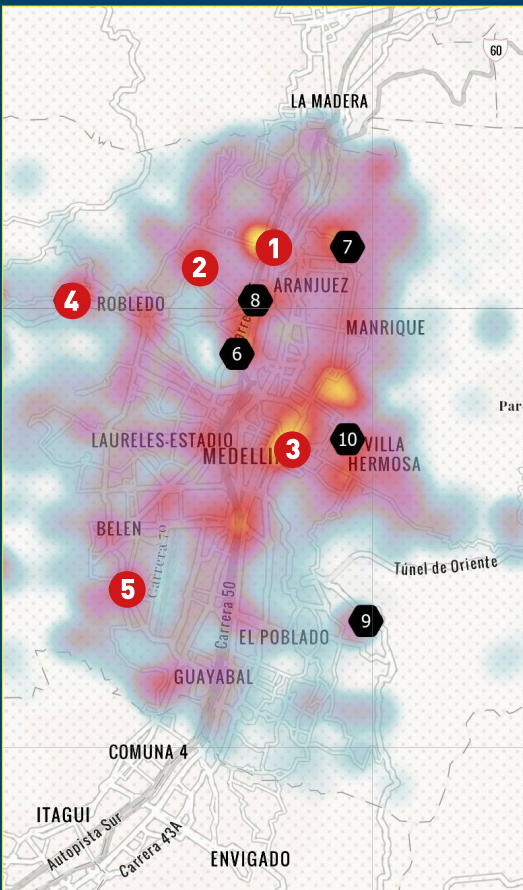 60
LA MADERA
1
7
2
ARANJUEZ
4
ROBLEDO
8
MANRIQUE
6
LAURELES-ESTADIO
10
VILLA
HERMOSA
3
MEDELLI
BELEN
Carrera 70
Túnel de Oriente
5
Carrera 50
9
EL POBLADO
GUAYABAL
COMUNA 4
ITAGUI
Autopista Sur
Carrera 43A
ENVIGADO
Par